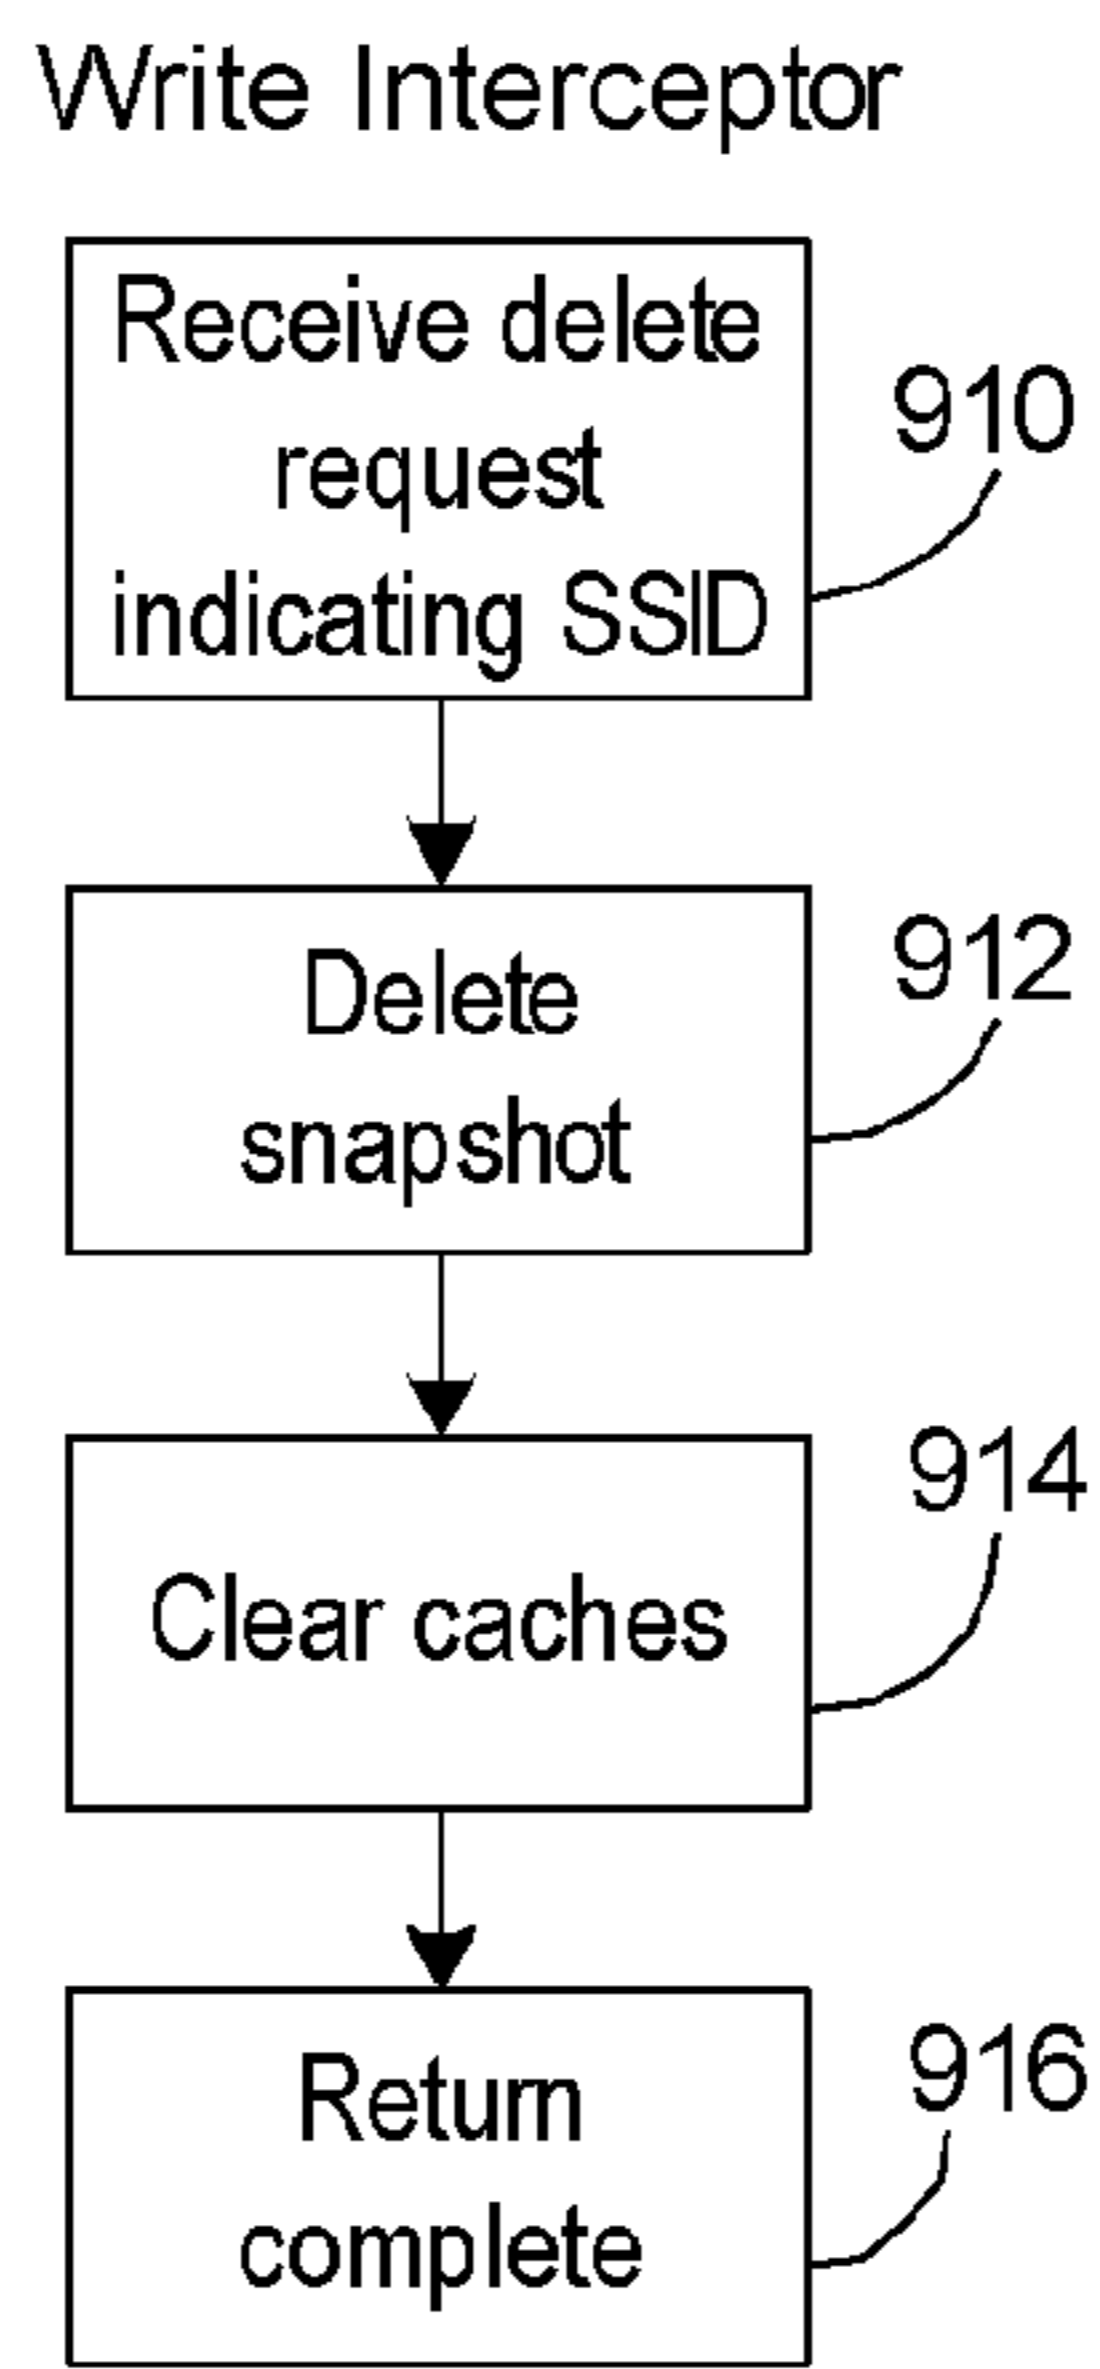 Write Interceptor
Receive delete
request
indicating SSID
910
Delete
snapshot
912
Clear caches
914
Return
complete
916